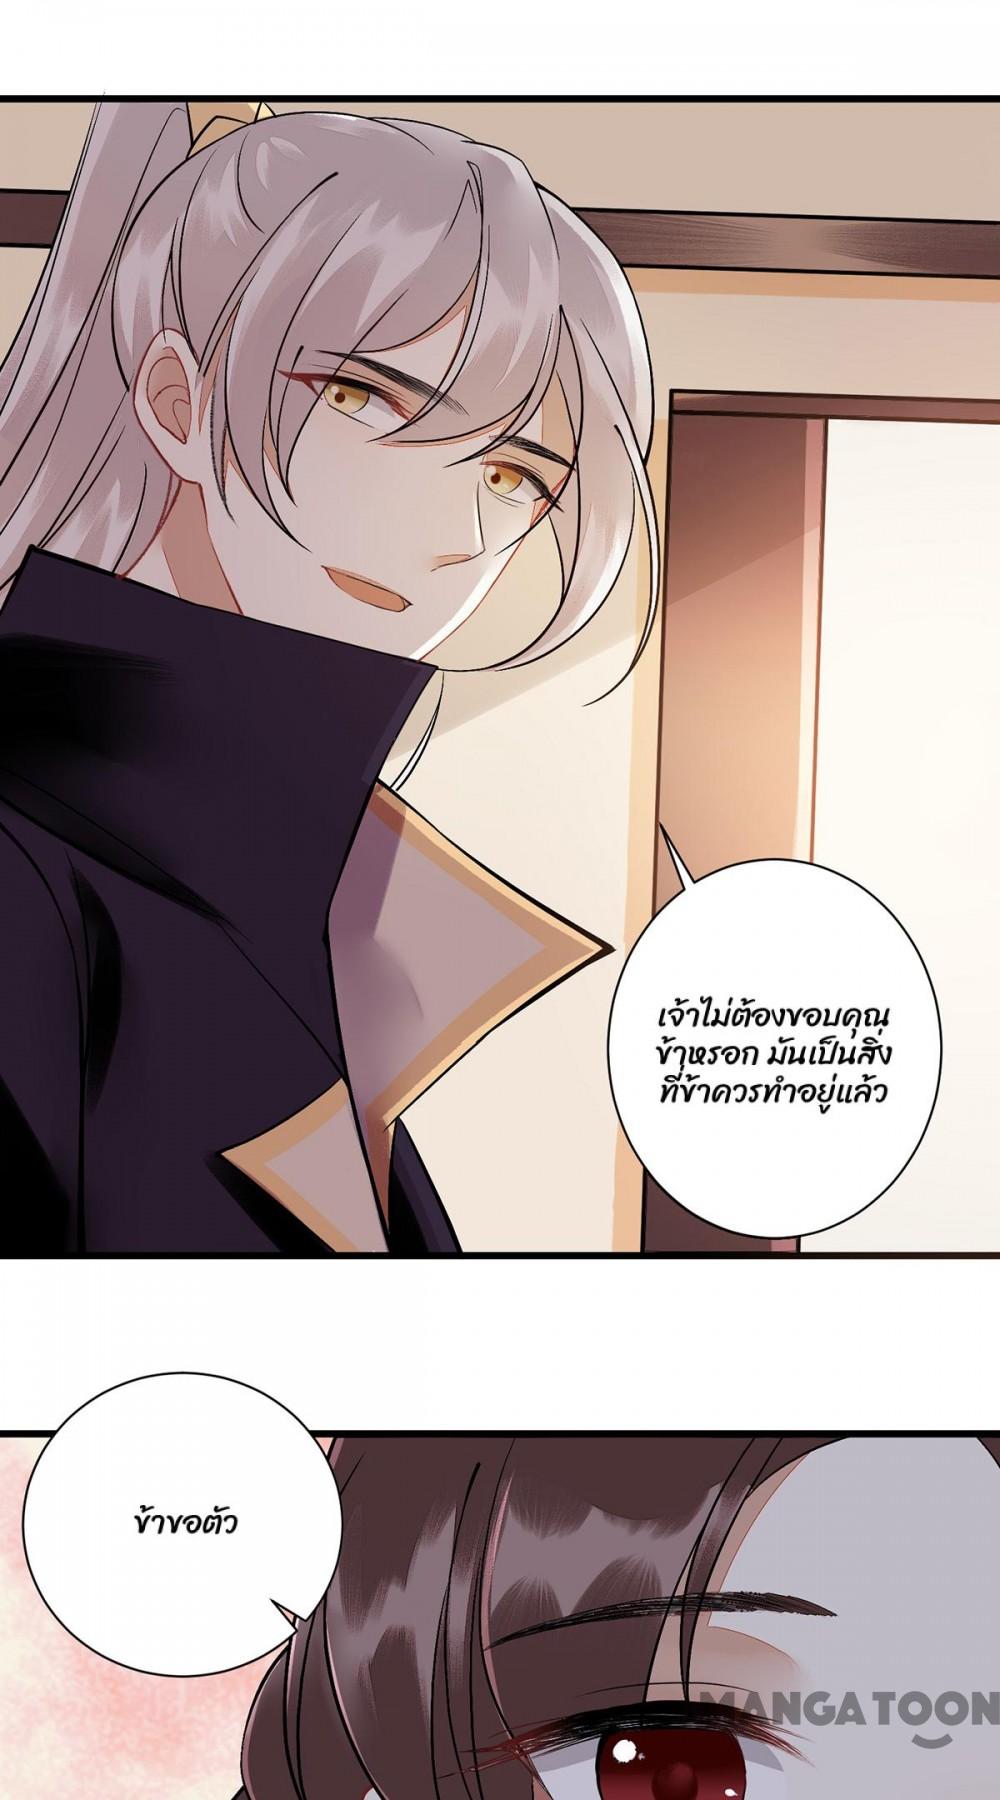 เจ้าไม่ต้องขอบคุณ
ข้าหรอก มันเป็นสิ่ง
ที่ข้าควรทำอยู่แล้ว
ข้าขอตัว
MANGATOON